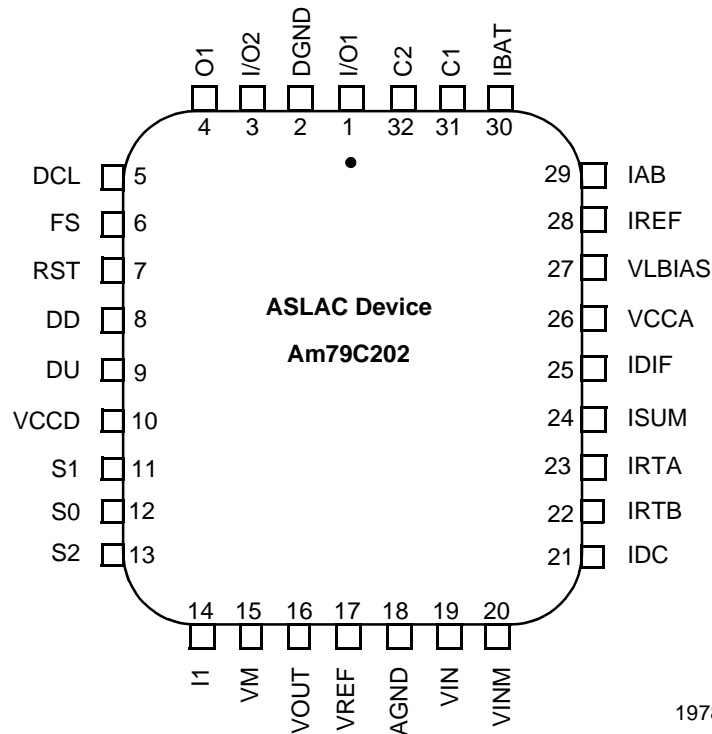 O1 I/O2 DGND I/O1 C2 C1 IBAT
4 3 2 1 32 31 30
DCL 5 29 IAB
FS 6 28 IREF
RST 7 27 VLBIAS
DD 8 26 VCCA
DU 9 25 IDIF
VCCD 10 24 ISUM
S1 11 23 IRTA
S0 12 22 IRTB
S2 13 21 IDC
ASLAC Device
Am79C202
14 15 16 17 18 19 20
I1 VM VOUT VREF AGND VIN VINM